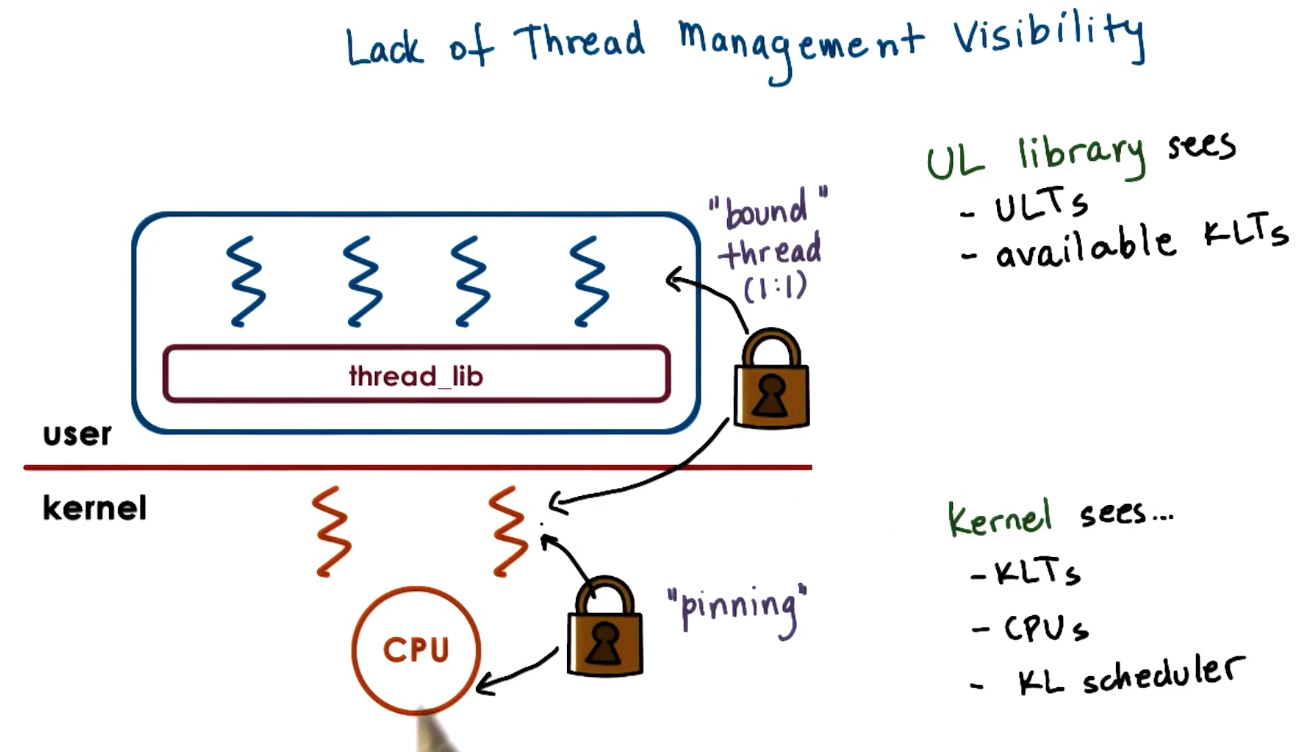 Lack of Thread Management Visibility
UL library sees
- ULTs
- available KLTs
"bound"
thread
(1:1)
thread_lib
user
kernel
Kernel sees...
- KLTs
- CPUs
- KL scheduler
"pinning"
CPU